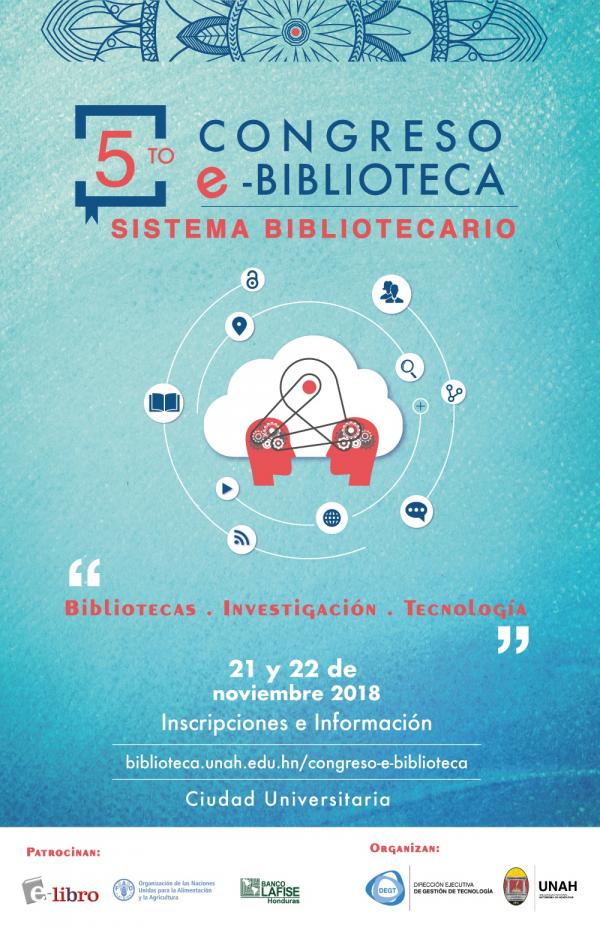 5TO
CONGRESO
e-BIBLIOTECA
SISTEMA BIBLIOTECARIO
“
Bibliotecas . Investigación . Tecnología
”
21 y 22 de
noviembre 2018
Inscripciones e Información
biblioteca.unah.edu.hn/congreso-e-biblioteca
Ciudad Universitaria
Patrocinan:
e-libro
Organización de las Naciones
Unidas para la Alimentación
y la Agricultura
BANCO
LAFISE
Honduras
Organizan:
DEGT
DIRECCIÓN EJECUTIVA
DE GESTIÓN DE TECNOLOGÍA
UNAH